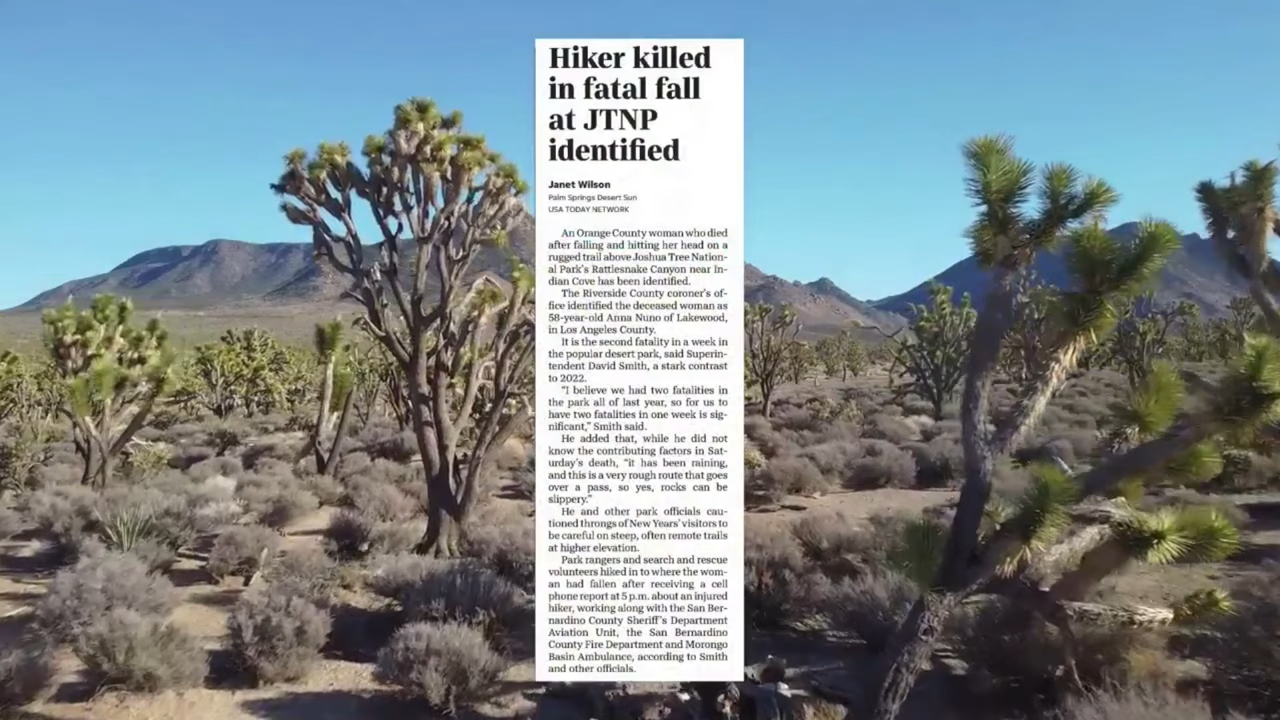 Hiker killed
in fatal fall
at JTNP
identified
Janet Wilson
Palm Springs Desert Sun
USA TODAY NETWORK
An Orange County woman who died
after falling and hitting her head on a
rugged trail above Joshua Tree Nation-
al Park's Rattlesnake Canyon near In-
dian Cove has been identified.
The Riverside County coroner's of-
fice identified the deceased woman as
58-year-old Anna Nuno of Lakewood,
in Los Angeles County.
It is the second fatality in a week in
the popular desert park, said Superin-
tendent David Smith, a stark contrast
to 2022.
"I believe we had two fatalities in
the park all of last year, so for us to
have two fatalities in one week is sig-
nificant," Smith said.
He added that, while he did not
know the contributing factors in Sat-
urday's death, "it has been raining,
and this is a very rough route that goes
over a pass, so yes, rocks can be
slippery."
He and other park officials cau-
tioned throngs of New Years' visitors to
be careful on steep, often remote trails
at higher elevation.
Park rangers and search and rescue
volunteers hiked in to where the wom-
an had fallen after receiving a cell
phone report at 5 p.m. about an injured
hiker, working along with the San Ber-
nardino County Sheriff's Department
Aviation Unit, the San Bernardino
County Fire Department and Morongo
Basin Ambulance, according to Smith
and other officials.